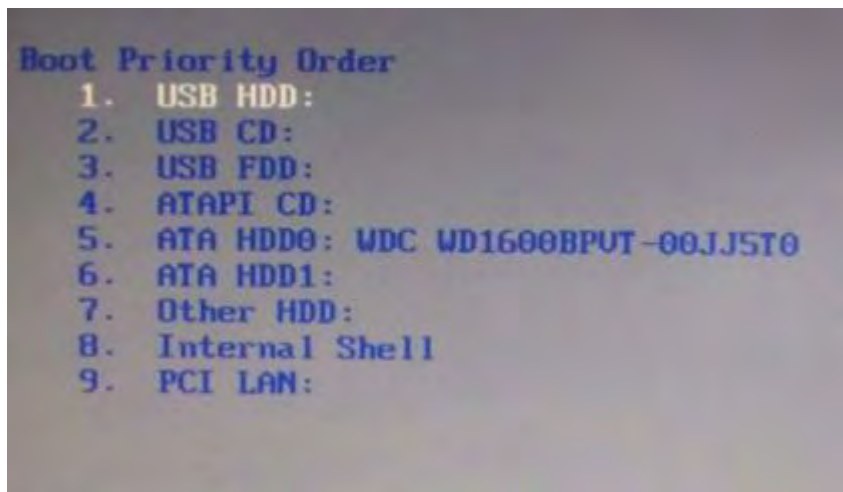 Boot Priority Order
1. USB HDD:
2. USB CD:
3. USB FDD:
4. ATAPI CD:
5. ATA HDD0: WDC WD1600BPVT-00JJ5T0
6. ATA HDD1:
7. Other HDD:
8. Internal Shell
9. PCI LAN: